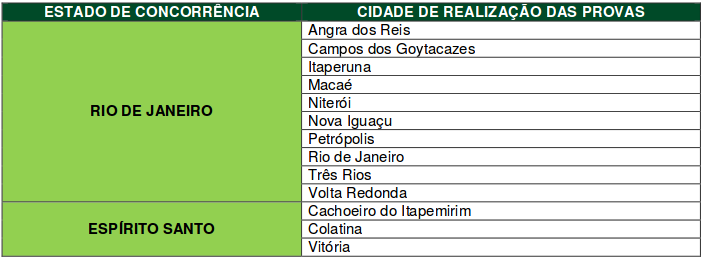 ESTADO DE CONCORRÊNCIA CIDADE DE REALIZAÇÃO DAS PROVAS
RIO DE JANEIRO
Angra dos Reis
Campos dos Goytacazes
Itaperuna
Macaé
Niterói
Nova Iguaçu
Petrópolis
Rio de Janeiro
Três Rios
Volta Redonda
ESPÍRITO SANTO
Cachoeiro do Itapemirim
Colatina
Vitória